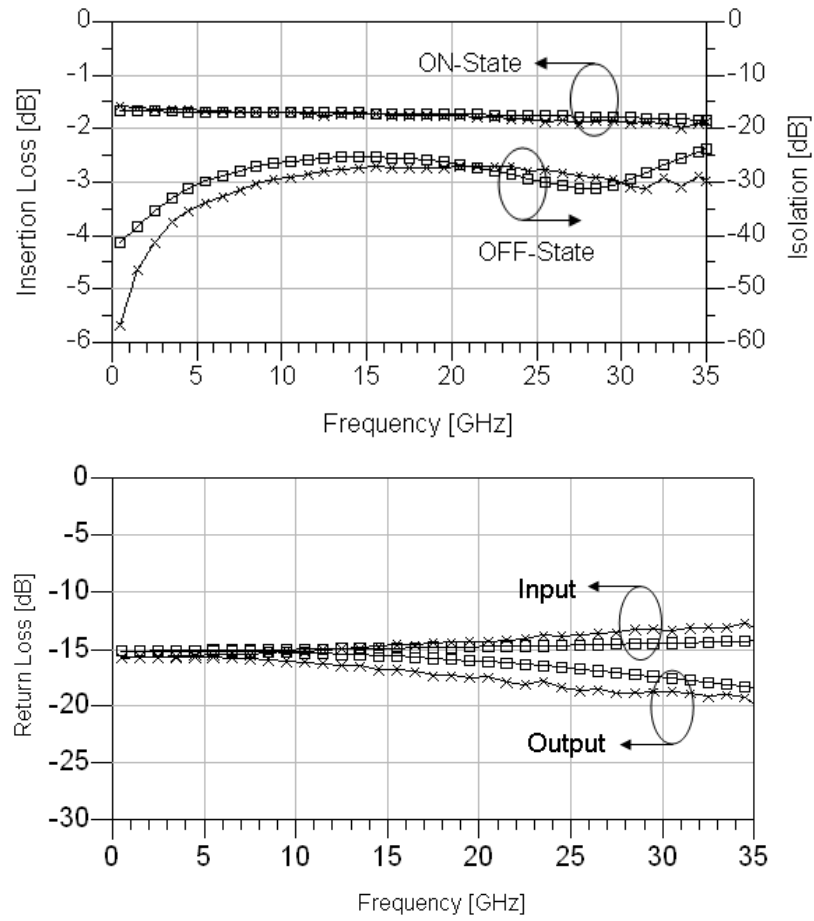 0
-1
-2
-3
-4
-5
-6
Insertion Loss [dB]
ON-State
OFF-State
0
-10
-20
-30
-40
-50
-60
Isolation [dB]
0 5 10 15 20 25 30 35
Frequency [GHz]
0
-5
-10
-15
-20
-25
-30
Return Loss [dB]
Input
Output
0 5 10 15 20 25 30 35
Frequency [GHz]